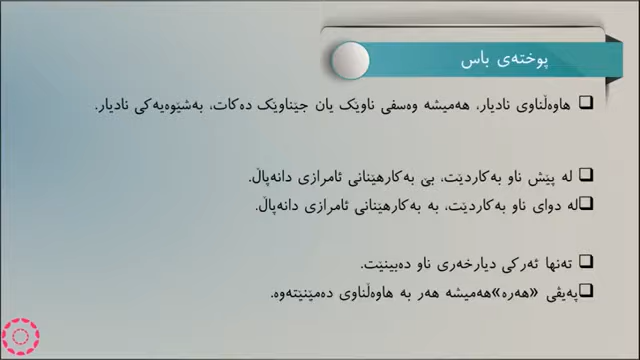 پوختەی باس
هاوەڵناوی نادیار، هەمیشە وەسفی ناوێک یان جێناوێک دەکات، بەشێوەیەکی نادیار.
لە پێش ناو بەکاردێت، بێ بەکارهێنانی ئامرازی دانەپاڵ.
لە دوای ناو بەکاردێت، بە بەکارهێنانی ئامرازی دانەپاڵ.
تەنها ئەرکی دیارخەری ناو دەبینێت.
پەیڤی «هەرە»هەمیشە هەر بە هاوەڵناوی دەمێنێتەوە.